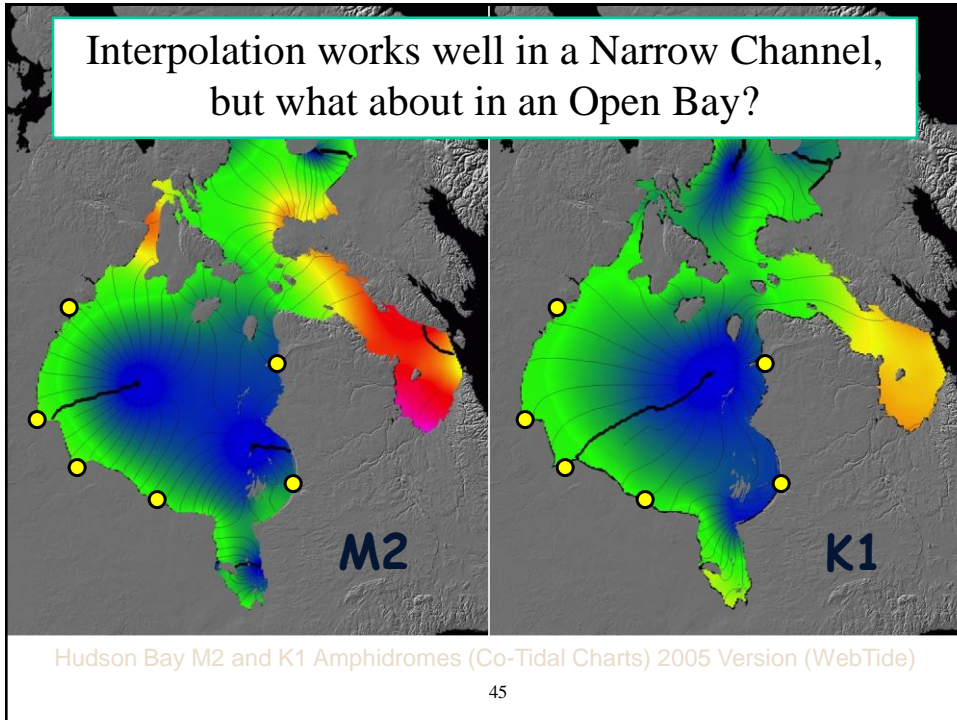 Interpolation works well in a Narrow Channel,
but what about in an Open Bay?
M2
K1
Hudson Bay M2 and K1 Amphidromes (Co-Tidal Charts) 2005 Version (WebTide)
45